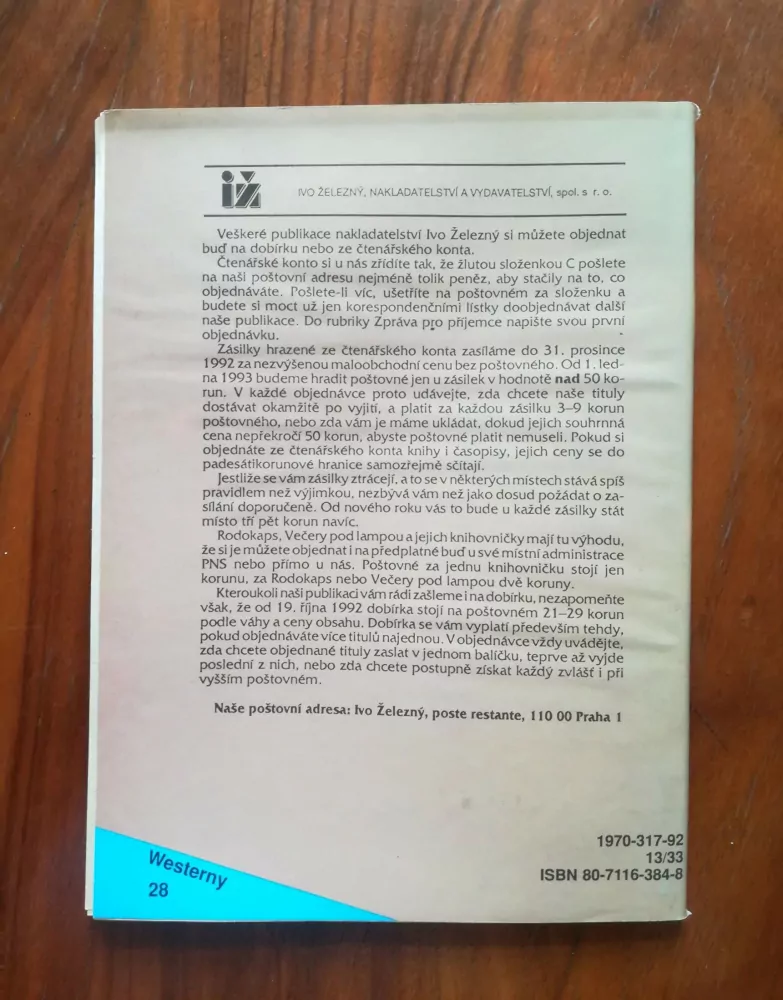 iž
IVO ŽELEZNÝ, NAKLADATELSTVÍ A VYDAVATELSTVÍ, spol. s r. o.
Veškeré publikace nakladatelství Ivo Železný si můžete objednat
buď na dobírku nebo ze čtenářského konta.
Čtenářské konto si u nás zřídíte tak, že žlutou složenkou C pošlete
na naši poštovní adresu nejméně tolik peněz, aby stačily na to, co
objednáváte. Pošlete-li víc, ušetříte na poštovném za složenku a
budete si moct už jen korespondenčními lístky doobjednávat další
naše publikace. Do rubriky Zpráva pro příjemce napište svou první
objednávku.
Zásilky hrazené ze čtenářského konta zasíláme do 31. prosince
1992 za nezvýšenou maloobchodní cenu bez poštovného. Od 1. led-
na 1993 budeme hradit poštovné jen u zásilek v hodnotě nad 50 ko-
run. V každé objednávce proto udávejte, zda chcete naše tituly
dostávat okamžitě po vyjití, a platit za každou zásilku 3–9 korun
poštovného, nebo zda vám je máme ukládat, dokud jejich souhrnná
cena nepřekročí 50 korun, abyste poštovné platit nemuseli. Pokud si
objednáte ze čtenářského konta knihy i časopisy, jejich ceny se do
padesátikorunové hranice samozřejmě sčítají.
Jestliže se vám zásilky ztrácejí, a to se v některých místech stává spíš
pravidlem než výjimkou, nezbývá vám než jako dosud požádat o za-
sílání doporučeně. Od nového roku vás to bude u každé zásilky stát
místo tří pět korun navíc.
Rodokaps, Večery pod lampou a jejich knihovničky mají tu výhodu,
že si je můžete objednat i na předplatné buď u své místní administrace
PNS nebo přímo u nás. Poštovné za jednu knihovničku stojí jen
korunu, za Rodokaps nebo Večery pod lampou dvě koruny.
Kteroukoli naši publikaci vám rádi zašleme i na dobírku, nezapomeňte
však, že od 19. října 1992 dobírka stojí na poštovném 21–29 korun
podle váhy a ceny obsahu. Dobírka se vám vyplatí především tehdy,
pokud objednáváte více titulů najednou. V objednávce vždy uvádějte,
zda chcete objednané tituly zaslat v jednom balíčku, teprve až vyjde
poslední z nich, nebo zda chcete postupně získat každý zvlášť i při
vyšším poštovném.
Naše poštovní adresa: Ivo Železný, poste restante, 110 00 Praha 1
1970-317-92
13/33
ISBN 80-7116-384-8
Westerny
28